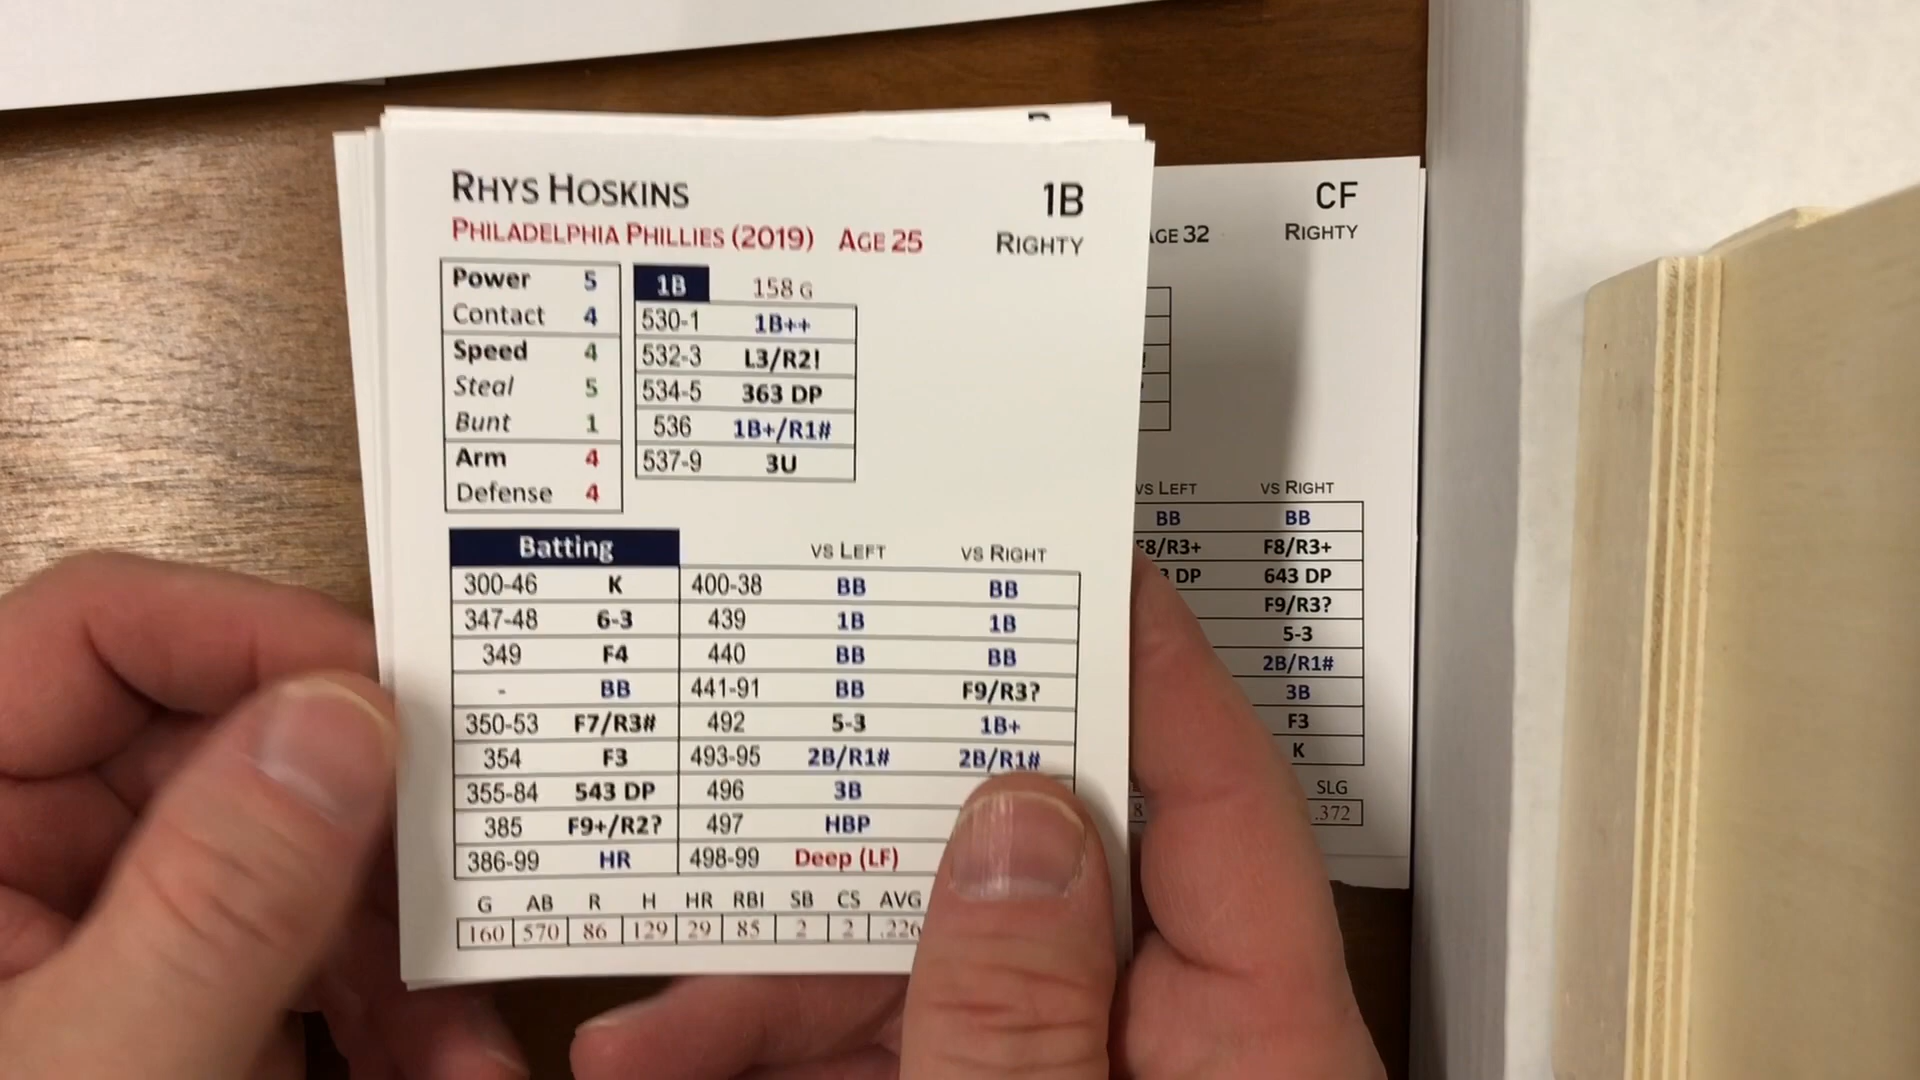 RHYS HOSKINS 1B
PHILADELPHIA PHILLIES (2019) AGE 25 RIGHTY
Power 5
Contact 4
Speed 4
Steal 5
Bunt 1
Arm 4
Defense 4
1B 158 G
530-1 1B++
532-3 L3/R2!
534-5 363 DP
536 1B+/R1#
537-9 3U
Batting VS LEFT VS RIGHT
300-46 K 400-38 BB BB
347-48 6-3 439 1B 1B
349 F4 440 BB BB
- BB 441-91 BB F9/R3?
350-53 F7/R3# 492 5-3 1B+
354 F3 493-95 2B/R1# 2B/R1#
355-84 543 DP 496 3B
385 F9+/R2? 497 HBP
386-99 HR 498-99 Deep (LF)
G AB R H HR RBI SB CS AVG
160 570 86 129 29 85 2 2 .226
CF
AGE 32 RIGHTY
VS LEFT VS RIGHT
BB BB
F8/R3+ F8/R3+
DP 643 DP
F9/R3?
5-3
2B/R1#
3B
F3
K
SLG
.372